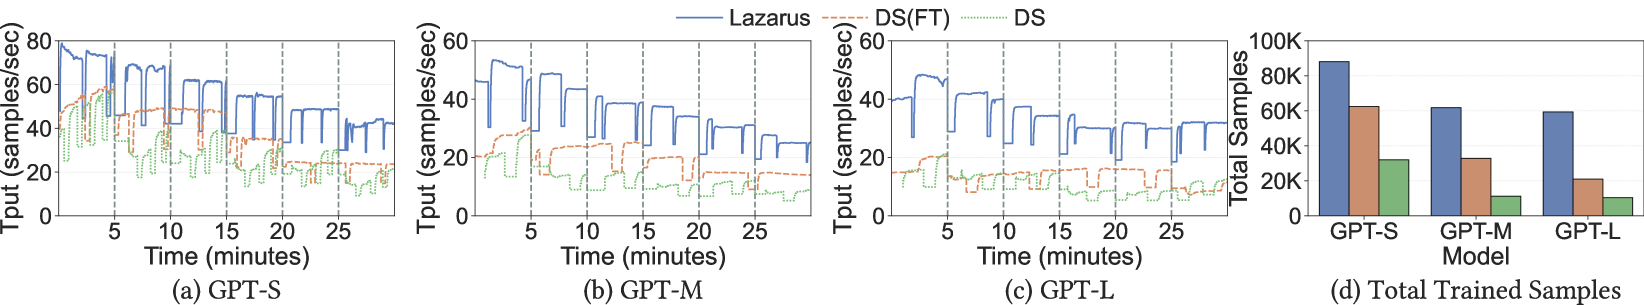 Lazarus DS(FT) DS
Tput (samples/sec)
80
60
40
20
0
5 10 15 20 25
Time (minutes)
(a) GPT-S
Tput (samples/sec)
60
40
20
0
5 10 15 20 25
Time (minutes)
(b) GPT-M
Tput (samples/sec)
60
40
20
0
5 10 15 20 25
Time (minutes)
(c) GPT-L
Total Samples
100K
80K
60K
40K
20K
0
GPT-S GPT-M GPT-L
Model
(d) Total Trained Samples